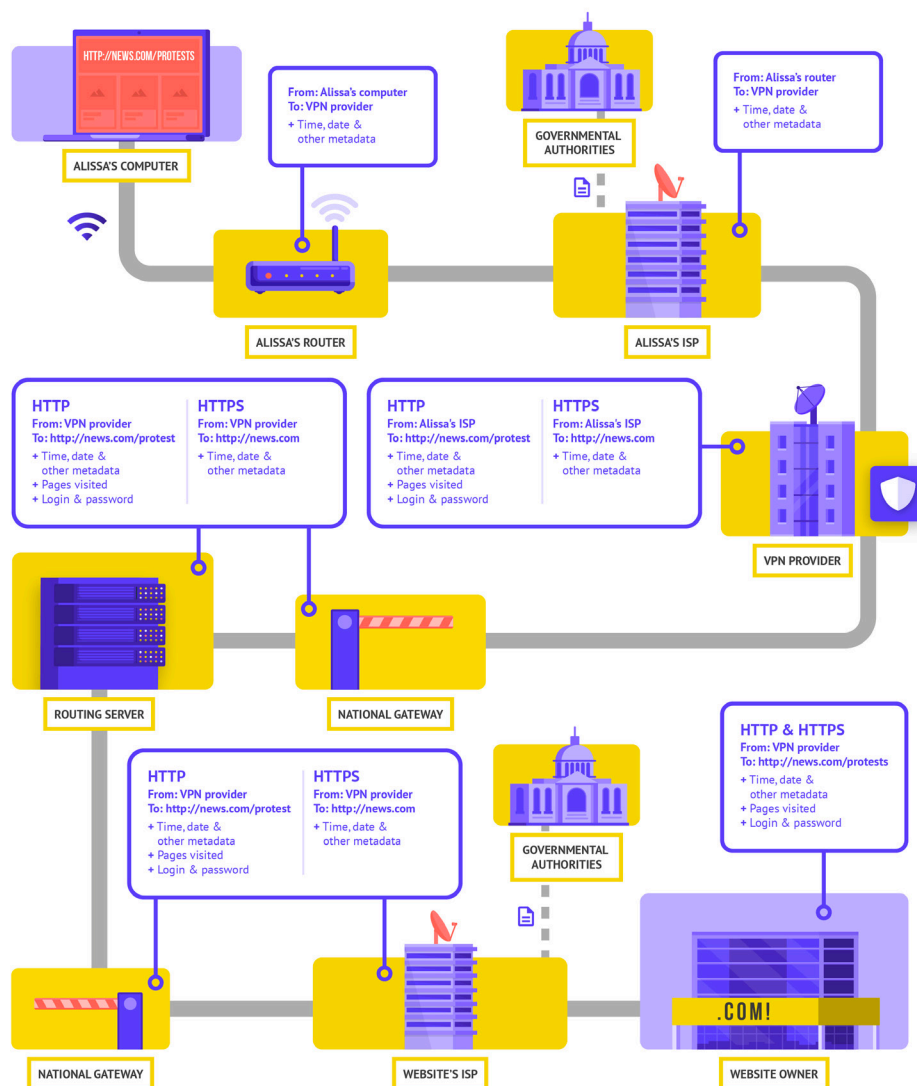 HTTP://NEWS.COM/PROTESTS
ALISSA'S COMPUTER
From: Alissa's computer
To: VPN provider
+ Time, date &
other metadata
ALISSA'S ROUTER
GOVERNMENTAL
AUTHORITIES
From: Alissa's router
To: VPN provider
+ Time, date &
other metadata
ALISSA'S ISP
HTTP
From: Alissa's ISP
To: http://news.com/protest
+ Time, date &
other metadata
+ Pages visited
+ Login & password
HTTPS
From: Alissa's ISP
To: http://news.com
+ Time, date &
other metadata
VPN PROVIDER
HTTP
From: VPN provider
To: http://news.com/protest
+ Time, date &
other metadata
+ Pages visited
+ Login & password
HTTPS
From: VPN provider
To: http://news.com
+ Time, date &
other metadata
NATIONAL GATEWAY
ROUTING SERVER
HTTP
From: VPN provider
To: http://news.com/protest
+ Time, date &
other metadata
+ Pages visited
+ Login & password
HTTPS
From: VPN provider
To: http://news.com
+ Time, date &
other metadata
NATIONAL GATEWAY
GOVERNMENTAL
AUTHORITIES
WEBSITE'S ISP
HTTP & HTTPS
From: VPN provider
To: http://news.com/protests
+ Time, date &
other metadata
+ Pages visited
+ Login & password
.COM!
WEBSITE OWNER